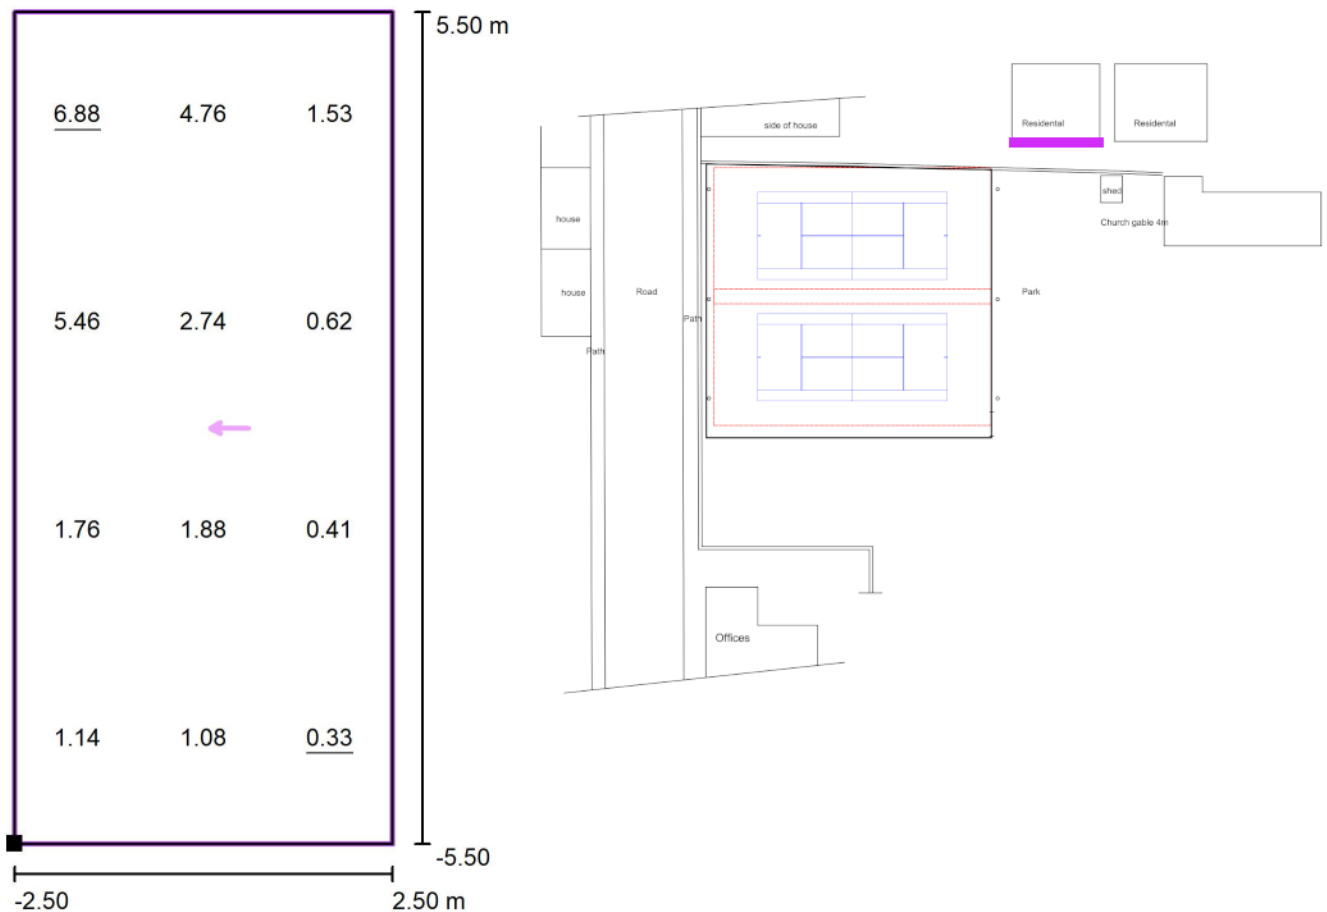 5.50 m
6.88 4.76 1.53
5.46 2.74 0.62
1.76 1.88 0.41
1.14 1.08 0.33
-5.50
-2.50 2.50 m
side of house
Residental Residental
shed
house
Church gable 4m
house
Road
Park
Path
Path
Offices